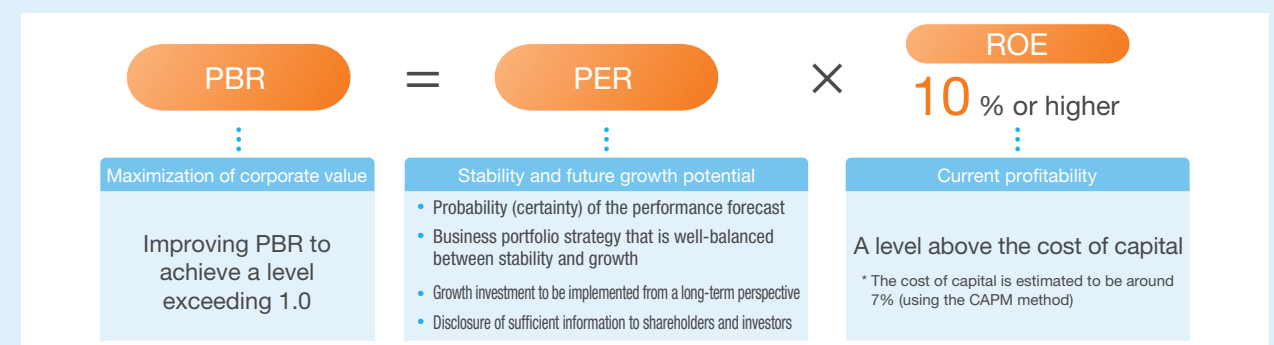 PBR
=
PER
×
ROE
10 % or higher
Maximization of corporate value
Improving PBR to
achieve a level
exceeding 1.0
Stability and future growth potential
• Probability (certainty) of the performance forecast
• Business portfolio strategy that is well-balanced
between stability and growth
• Growth investment to be implemented from a long-term perspective
• Disclosure of sufficient information to shareholders and investors
Current profitability
A level above the cost of capital
* The cost of capital is estimated to be around
7% (using the CAPM method)